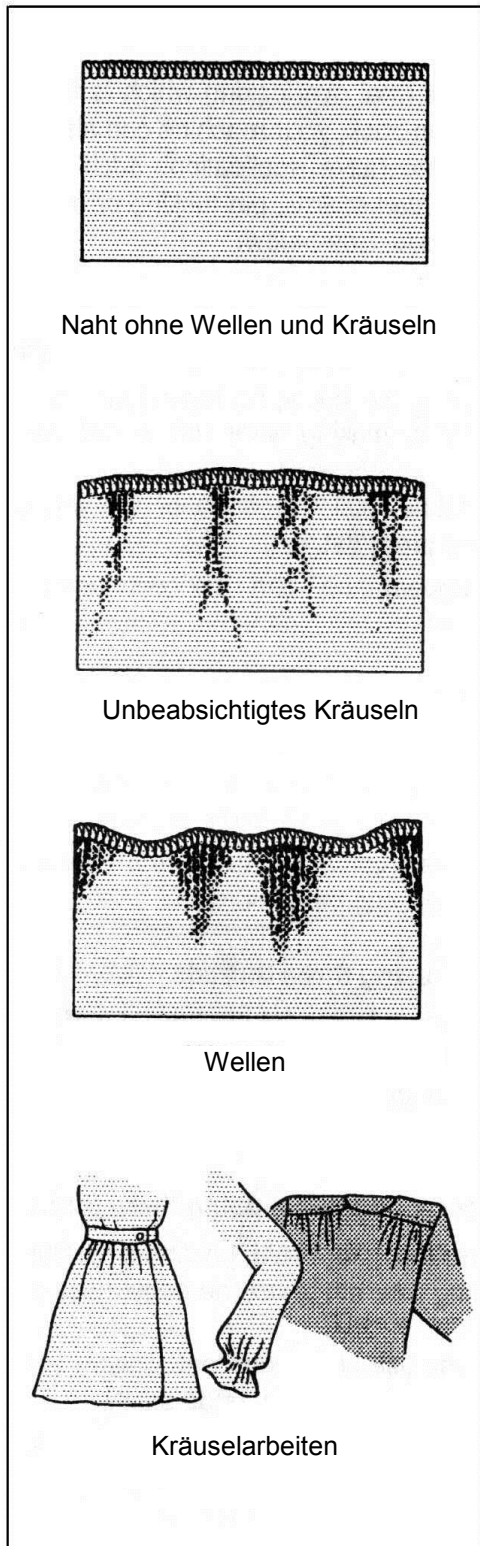 Naht ohne Wellen und Kräuseln
Unbeabsichtigtes Kräuseln
Wellen
Kräuselarbeiten